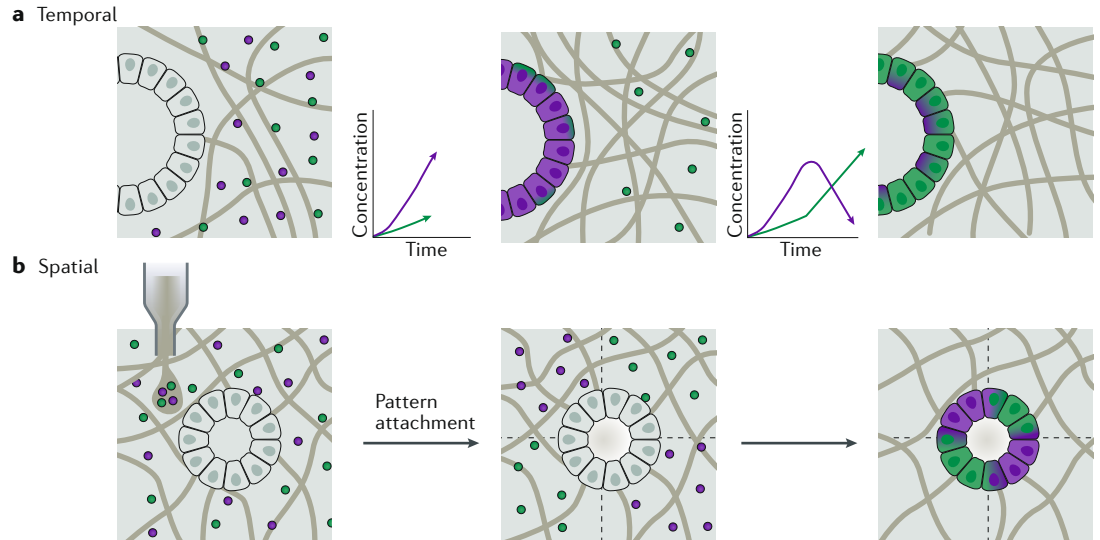 a Temporal
Concentration
Time
Concentration
Time
b Spatial
Pattern
attachment